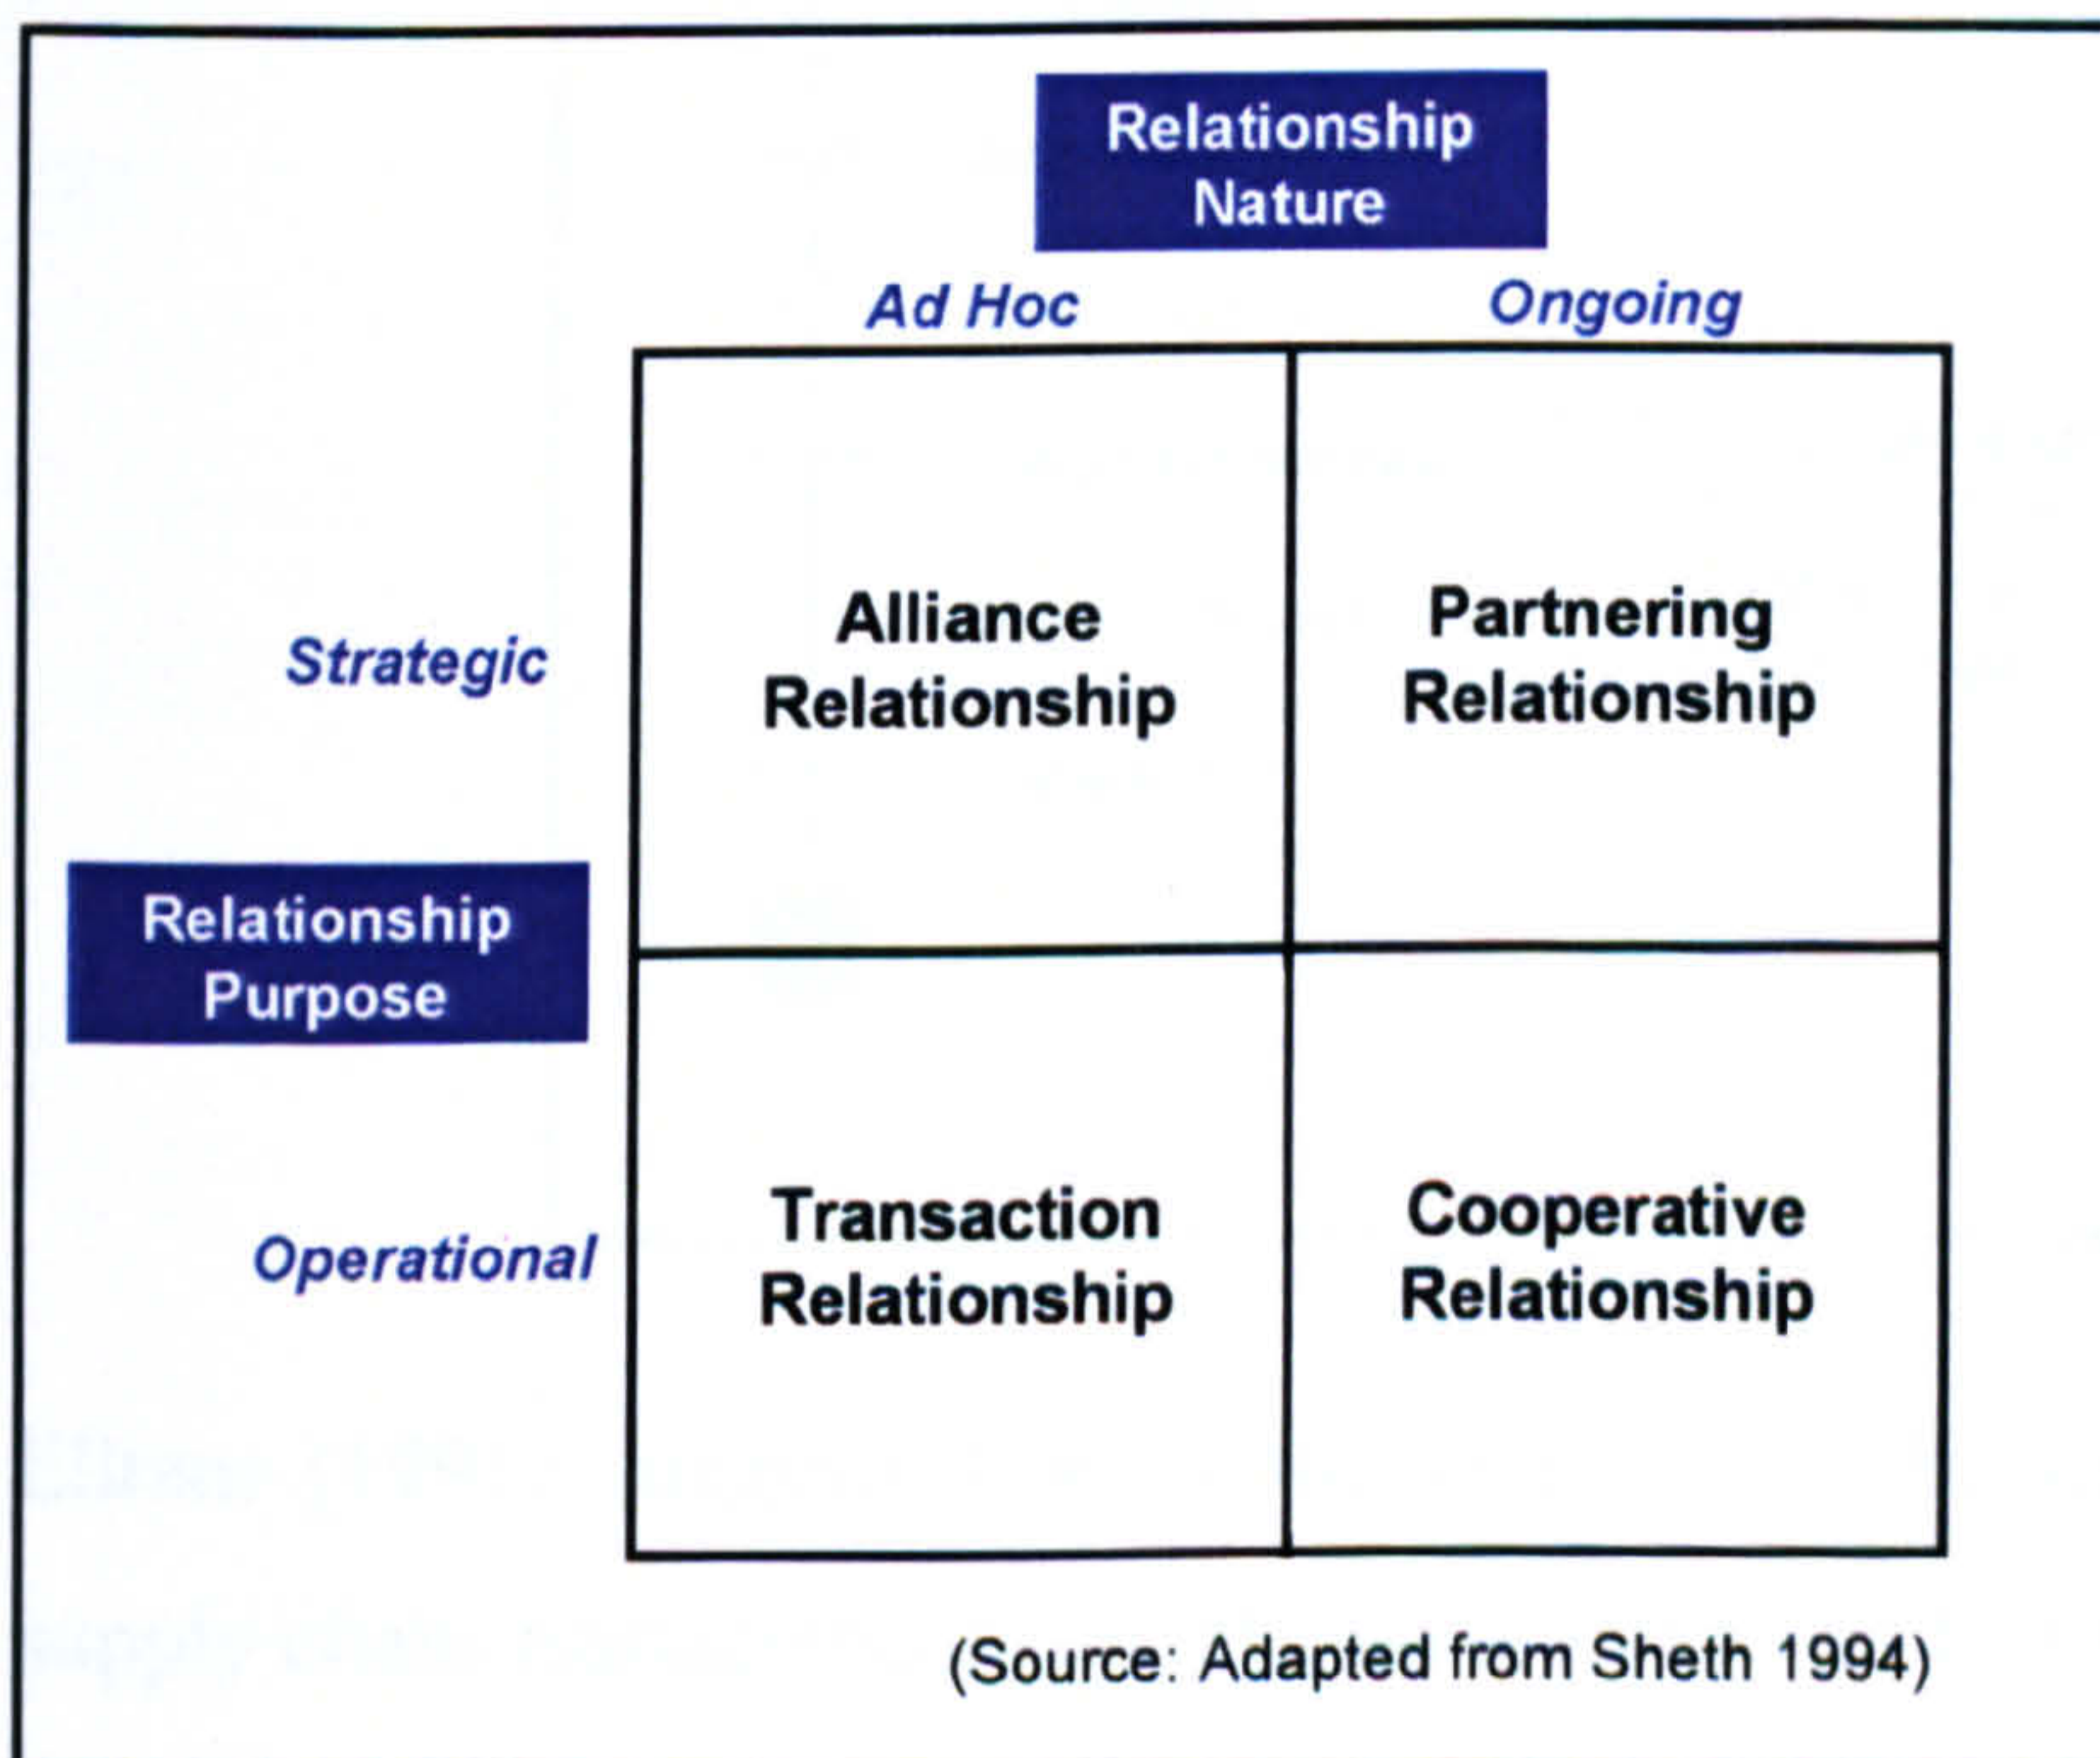 Relationship
Nature
Ad Hoc
Ongoing
Strategic
Alliance
Relationship
Partnering
Relationship
Relationship
Purpose
Operational
Transaction
Relationship
Cooperative
Relationship
(Source: Adapted from Sheth 1994)